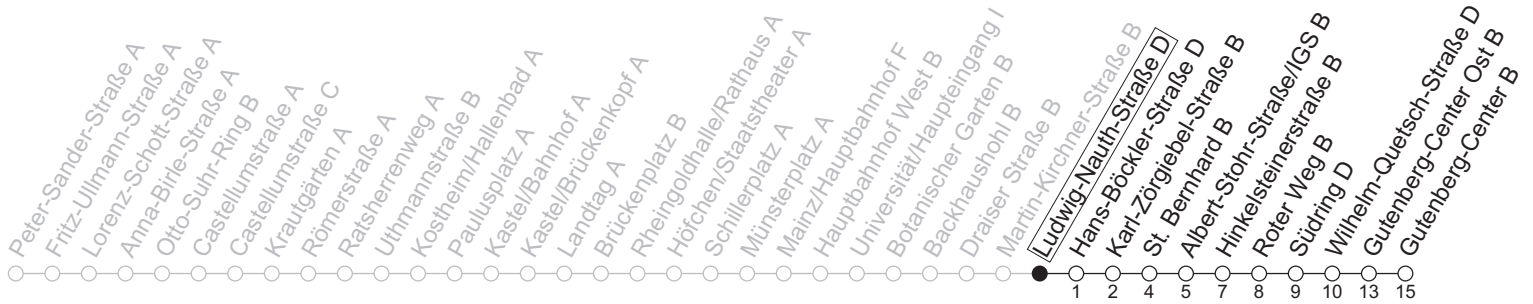 Peter-Sander-Straße A
Fritz-Ullmann-Straße A
Lorenz-Schott-Straße A
Anna-Birle-Straße A
Otto-Suhr-Ring B
Castellumstraße A
Castellumstraße C
Krautgärten A
Römerstraße A
Ratsherrenweg A
Uthmannstraße B
Kostheim/Hallenbad A
Paulusplatz A
Kastel/Bahnhof A
Kastel/Brückenkopf A
Landtag A
Brückenplatz B
Rheingoldhalle/Rathaus A
Höfchen/Staatstheater A
Schillerplatz A
Münsterplatz A
Mainz/Hauptbahnhof F
Hauptbahnhof West B
Universität/Haupteingang I
Botanischer Garten B
Backhaushohl B
Draiser Straße B
Martin-Kirchner-Straße B
Ludwig-Nauth-Straße D
Hans-Böckler-Straße D
Karl-Zörgiebel-Straße B
St. Bernhard B
Albert-Stohr-Straße/IGS B
Hinkelsteinerstraße B
Roter Weg B
Südring D
Wilhelm-Quetsch-Straße D
Gutenberg-Center Ost B
Gutenberg-Center B
1 2 4 5 7 8 9 10 13 15